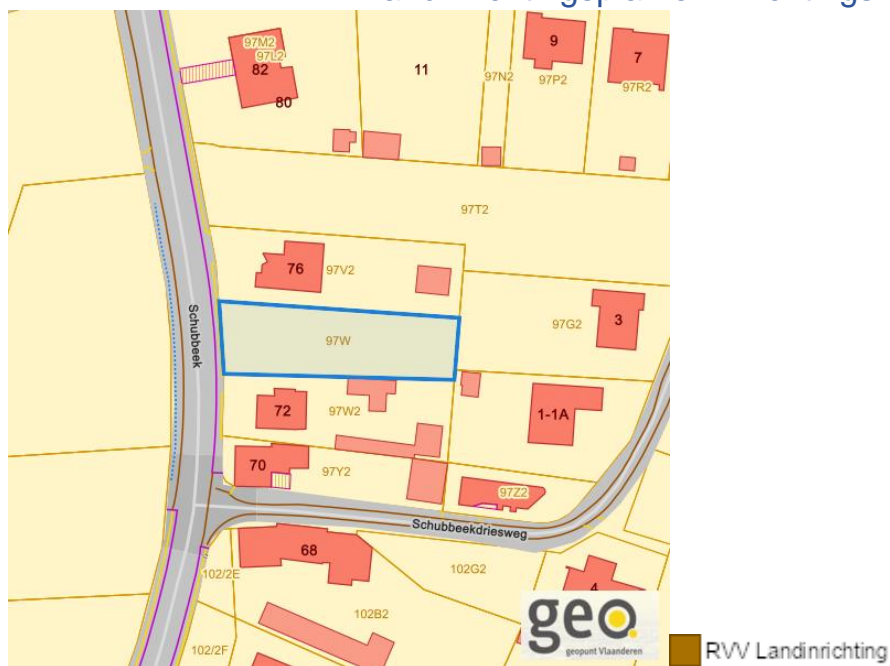 97M2
97L2
82
80
11
97N2
9
97P2
7
97R2
97T2
76
97V2
Schubbeek
97W
97G2
3
72
97W2
1-1A
70
97Y2
97Z2
Schubbeekdriesweg
68
102/2E
102G2
4
102B2
102/2F
geo
geopunt Vlaanderen
RVV Landinrichting